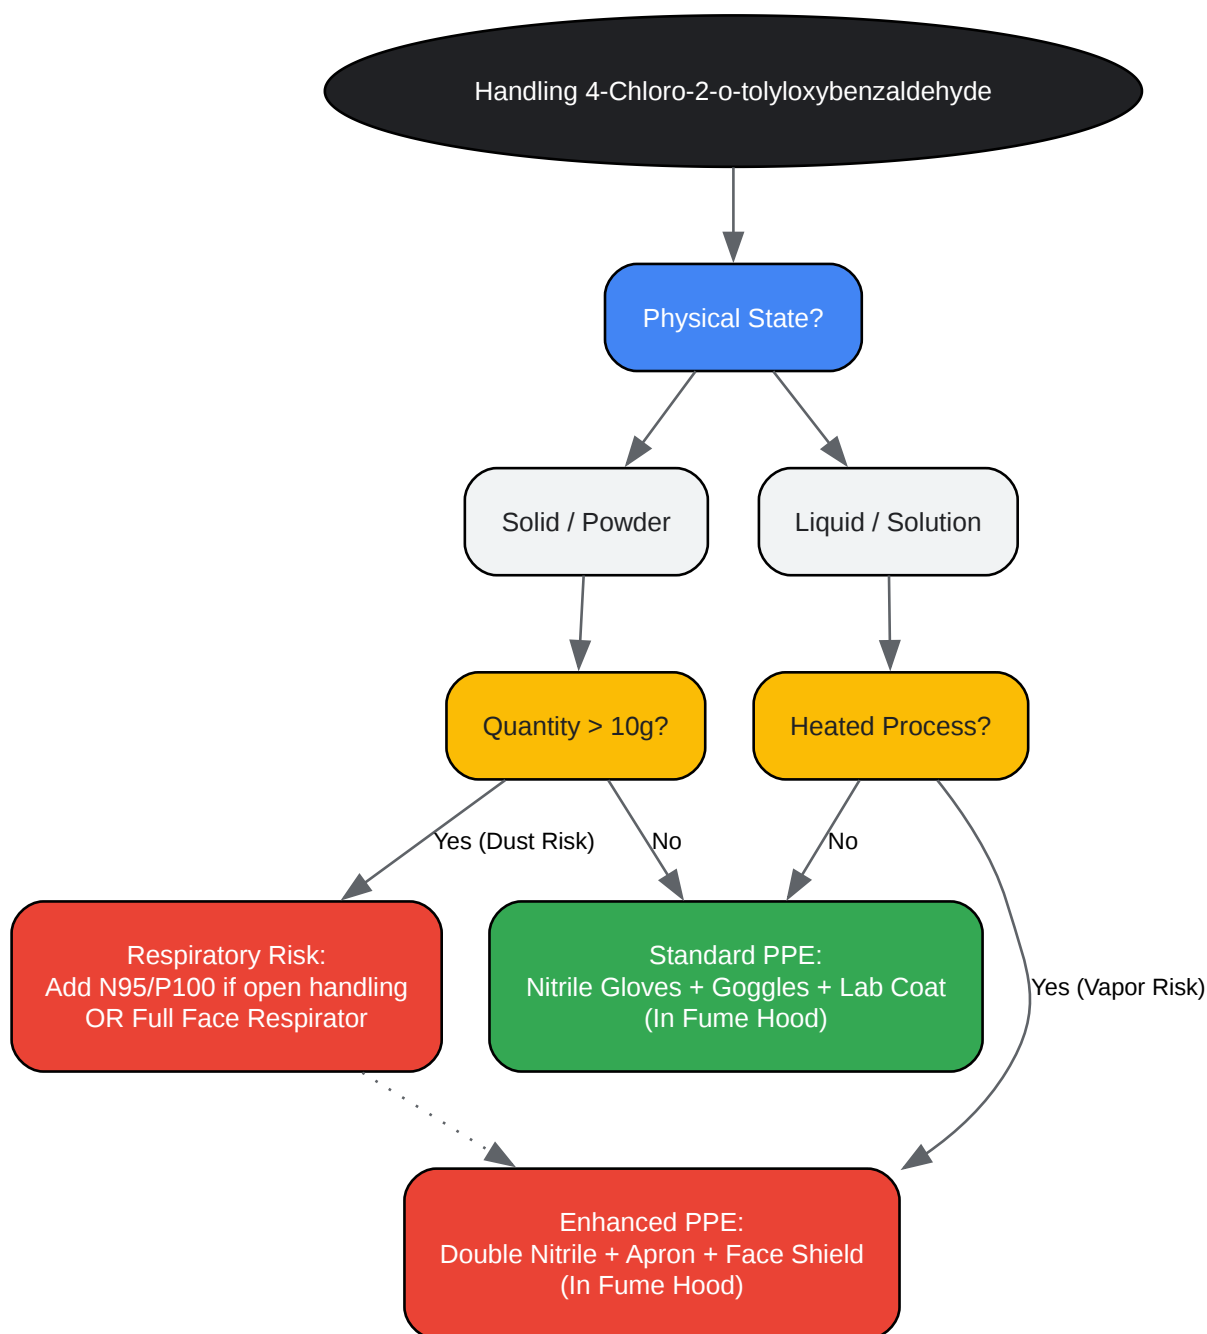 Handling 4-Chloro-2-o-tolyloxybenzaldehyde
Physical State?
Solid / Powder
Liquid / Solution
Quantity > 10g?
Heated Process?
Yes (Dust Risk)
No
No
Respiratory Risk:
Add N95/P100 if open handling
OR Full Face Respirator
Standard PPE:
Nitrile Gloves + Goggles + Lab Coat
(In Fume Hood)
Yes (Vapor Risk)
Enhanced PPE:
Double Nitrile + Apron + Face Shield
(In Fume Hood)